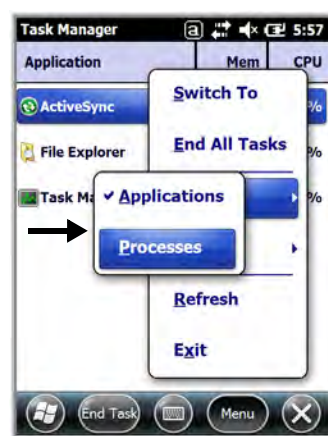 Task Manager a 5:57
Application Mem CPU
ActiveSync %
Switch To
File Explorer %
End All Tasks
Task Ma %
Applications
Processes
Refresh
Exit
End Task Menu